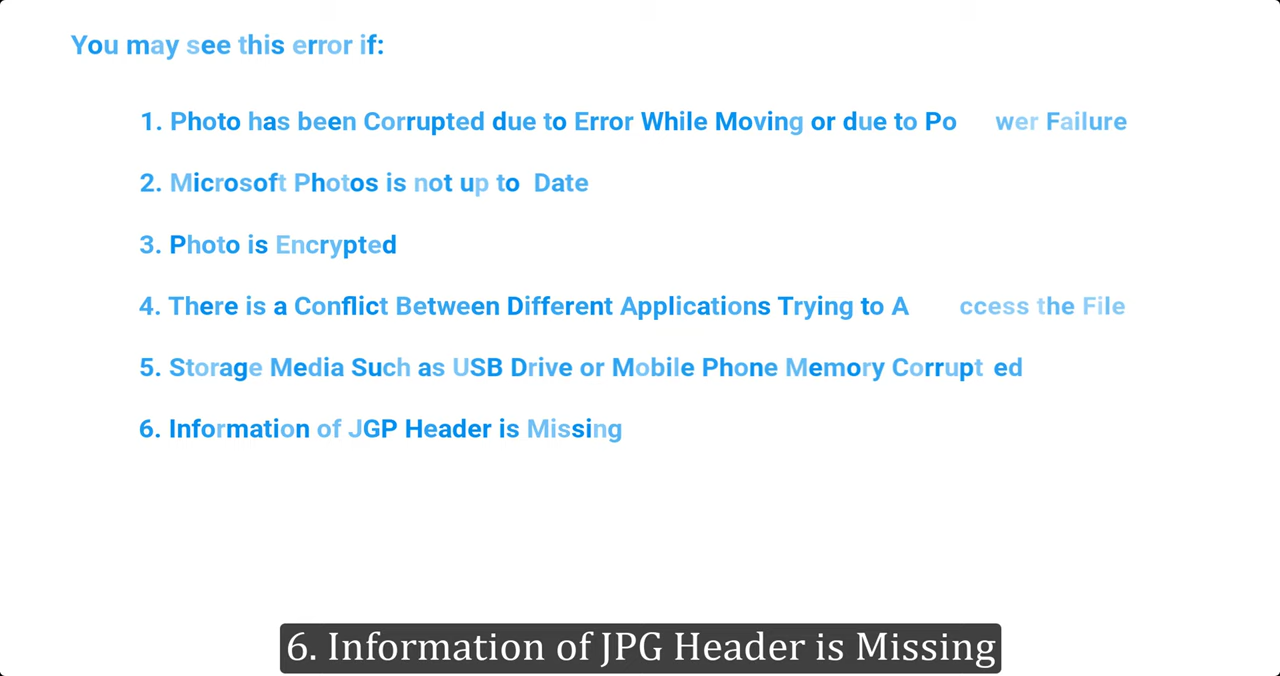 You may see this error if:
1. Photo has been Corrupted due to Error While Moving or due to Po wer Failure
2. Microsoft Photos is not up to Date
3. Photo is Encrypted
4. There is a Conflict Between Different Applications Trying to A ccess the File
5. Storage Media Such as USB Drive or Mobile Phone Memory Corrupt ed
6. Information of JGP Header is Missing
6. Information of JPG Header is Missing